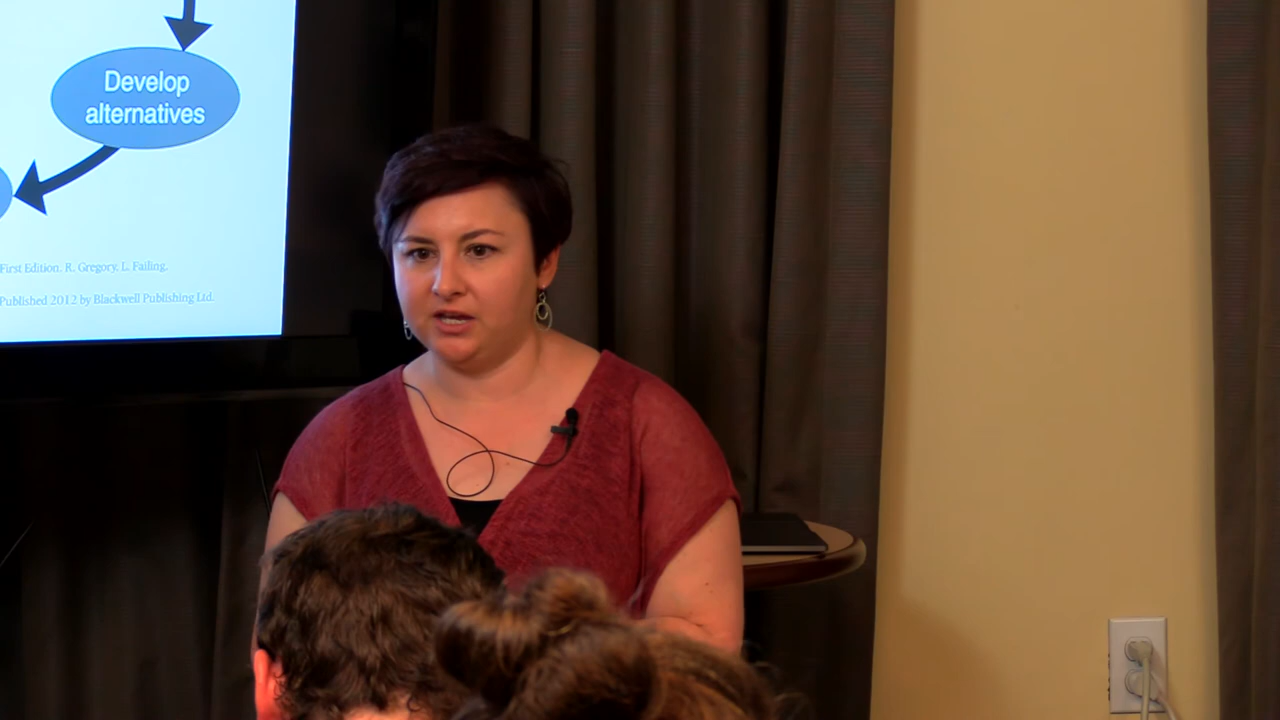 Develop
alternatives
First Edition. R. Gregory, L. Failing,
Published 2012 by Blackwell Publishing Ltd.